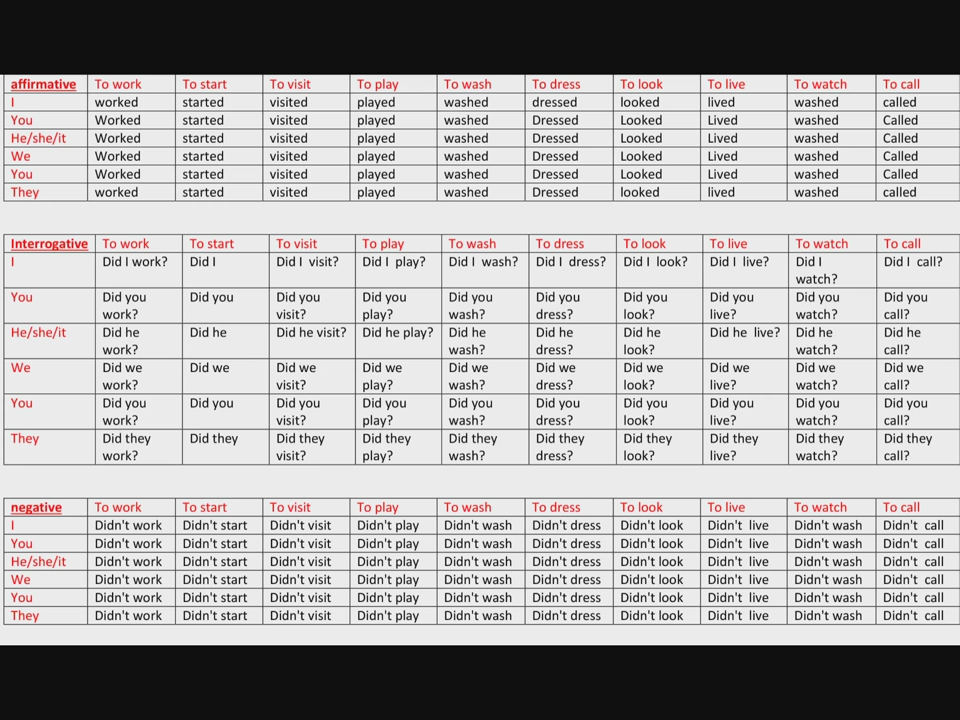 affirmative To work To start To visit To play To wash To dress To look To live To watch To call
I worked started visited played washed dressed looked lived washed called
You Worked started visited played washed Dressed Looked Lived washed Called
He/she/it Worked started visited played washed Dressed Looked Lived washed Called
We Worked started visited played washed Dressed Looked Lived washed Called
You Worked started visited played washed Dressed Looked Lived washed Called
They worked started visited played washed Dressed looked lived washed called
Interrogative To work To start To visit To play To wash To dress To look To live To watch To call
I Did I work? Did I Did I visit? Did I play? Did I wash? Did I dress? Did I look? Did I live? Did I Did I call?
watch?
You Did you Did you Did you Did you Did you Did you Did you Did you Did you Did you
work? visit? play? wash? dress? look? live? watch? call?
He/she/it Did he Did he Did he visit? Did he play? Did he Did he Did he Did he live? Did he Did he
work? wash? dress? look? watch? call?
We Did we Did we Did we Did we Did we Did we Did we Did we Did we Did we
work? visit? play? wash? dress? look? live? watch? call?
You Did you Did you Did you Did you Did you Did you Did you Did you Did you Did you
work? visit? play? wash? dress? look? live? watch? call?
They Did they Did they Did they Did they Did they Did they Did they Did they Did they Did they
work? visit? play? wash? dress? look? live? watch? call?
negative To work To start To visit To play To wash To dress To look To live To watch To call
I Didn't work Didn't start Didn't visit Didn't play Didn't wash Didn't dress Didn't look Didn't live Didn't wash Didn't call
You Didn't work Didn't start Didn't visit Didn't play Didn't wash Didn't dress Didn't look Didn't live Didn't wash Didn't call
He/she/it Didn't work Didn't start Didn't visit Didn't play Didn't wash Didn't dress Didn't look Didn't live Didn't wash Didn't call
We Didn't work Didn't start Didn't visit Didn't play Didn't wash Didn't dress Didn't look Didn't live Didn't wash Didn't call
You Didn't work Didn't start Didn't visit Didn't play Didn't wash Didn't dress Didn't look Didn't live Didn't wash Didn't call
They Didn't work Didn't start Didn't visit Didn't play Didn't wash Didn't dress Didn't look Didn't live Didn't wash Didn't call